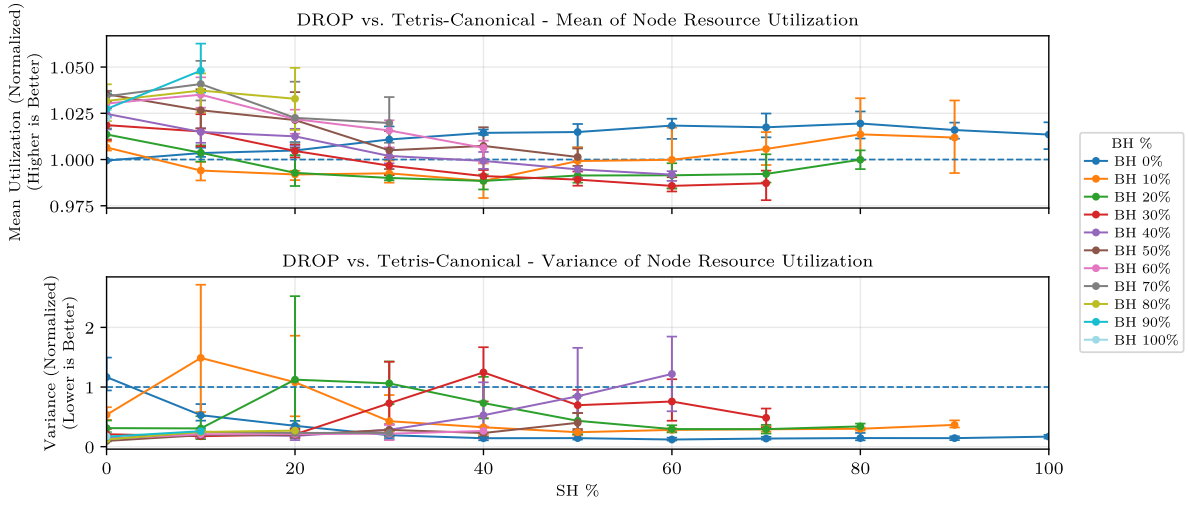 DROP vs. Tetris-Canonical - Mean of Node Resource Utilization
Mean Utilization (Normalized)
(Higher is Better)
1.050
1.025
1.000
0.975
DROP vs. Tetris-Canonical - Variance of Node Resource Utilization
Variance (Normalized)
(Lower is Better)
2
1
0
0 20 40 60 80 100
SH %
BH %
BH 0%
BH 10%
BH 20%
BH 30%
BH 40%
BH 50%
BH 60%
BH 70%
BH 80%
BH 90%
BH 100%